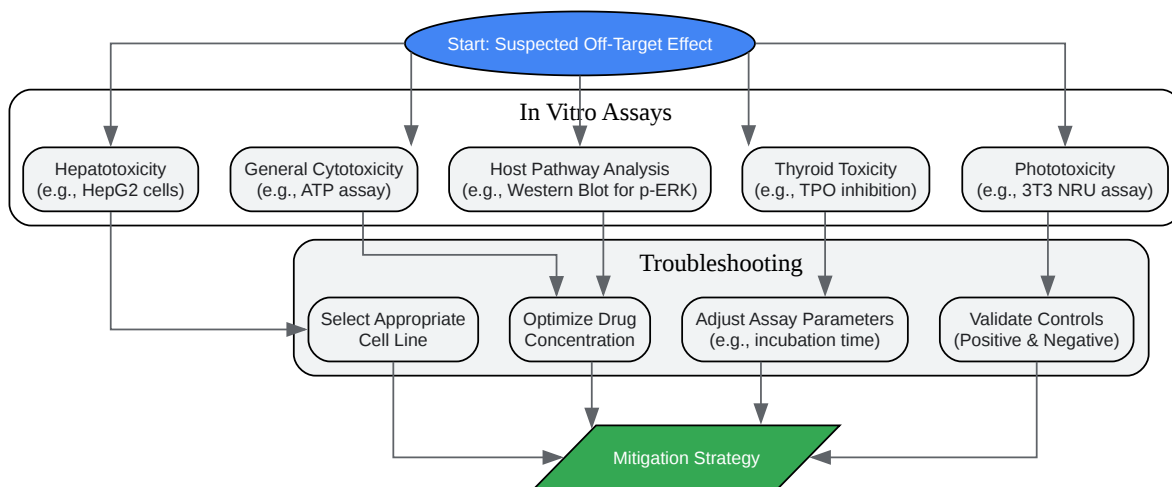 Start: Suspected Off-Target Effect
In Vitro Assays
Hepatotoxicity
(e.g., HepG2 cells)
General Cytotoxicity
(e.g., ATP assay)
Host Pathway Analysis
(e.g., Western Blot for p-ERK)
Thyroid Toxicity
(e.g., TPO inhibition)
Phototoxicity
(e.g., 3T3 NRU assay)
Troubleshooting
Select Appropriate
Cell Line
Optimize Drug
Concentration
Adjust Assay Parameters
(e.g., incubation time)
Validate Controls
(Positive & Negative)
Mitigation Strategy